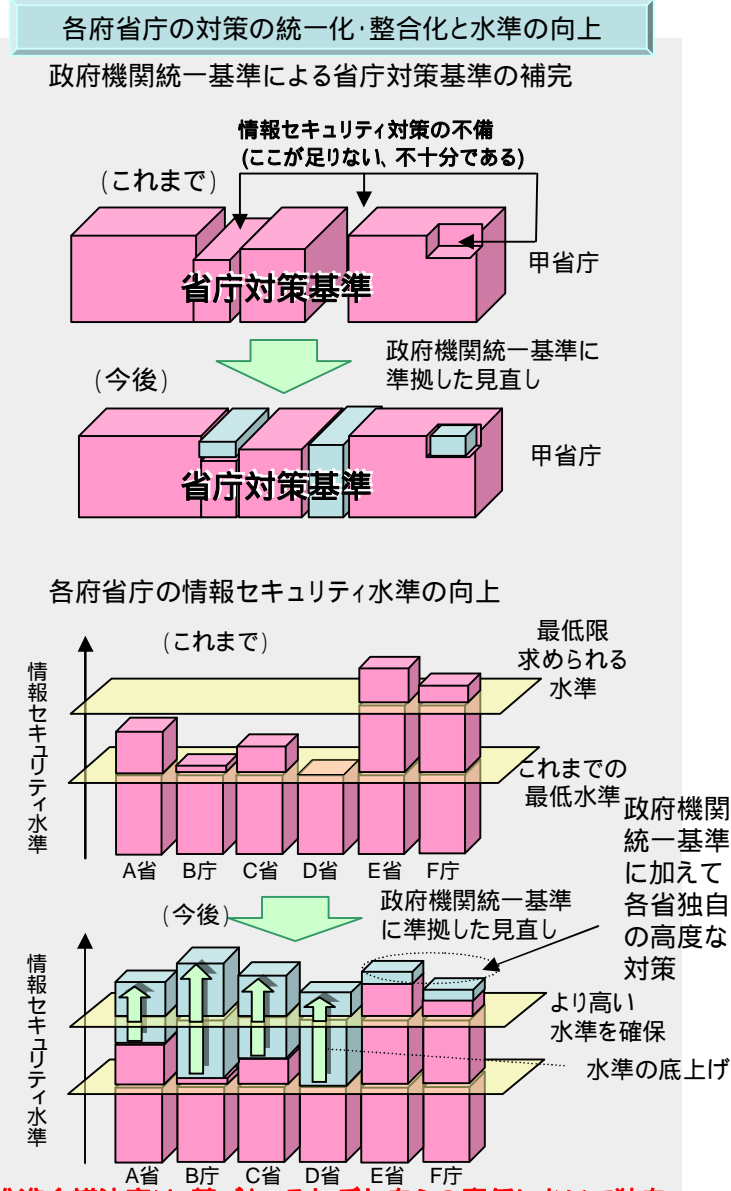 各府省庁の対策の統一化・整合化と水準の向上
政府機関統一基準による省庁対策基準の補完
情報セキュリティ対策の不備
(ここが足りない、不十分である)
(これまで)
甲省庁
省庁対策基準
政府機関統一基準に
準拠した見直し
(今後)
甲省庁
省庁対策基準
各府省庁の情報セキュリティ水準の向上
(これまで)
最低限
求められる
水準
情報セキュリティ水準
これまでの
最低水準
A省 B庁 C省 D省 E省 F庁
政府機関
統一基準
に加えて
各省独自
の高度な
対策
(今後)
政府機関統一基準
に準拠した見直し
情報セキュリティ水準
より高い
水準を確保
水準の底上げ
A省 B庁 C省 D省 E省 F庁